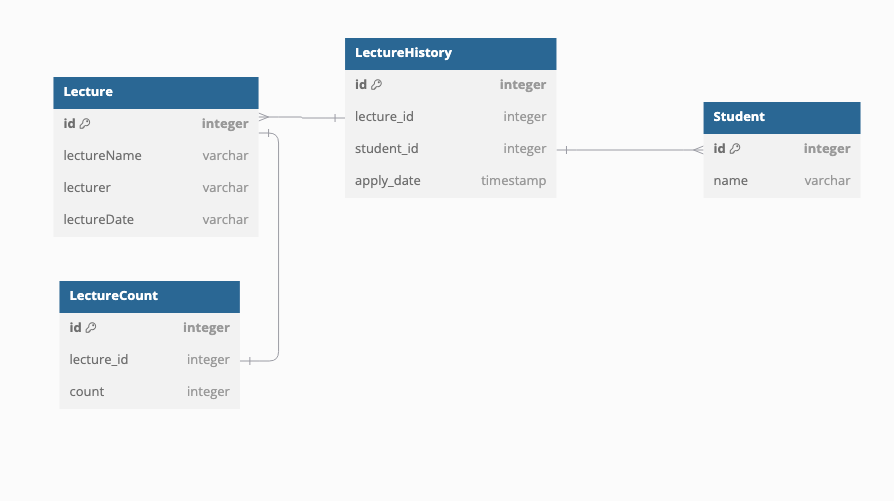 Lecture
id integer
lectureName varchar
lecturer varchar
lectureDate varchar
LectureHistory
id integer
lecture_id integer
student_id integer
apply_date timestamp
Student
id integer
name varchar
LectureCount
id integer
lecture_id integer
count integer